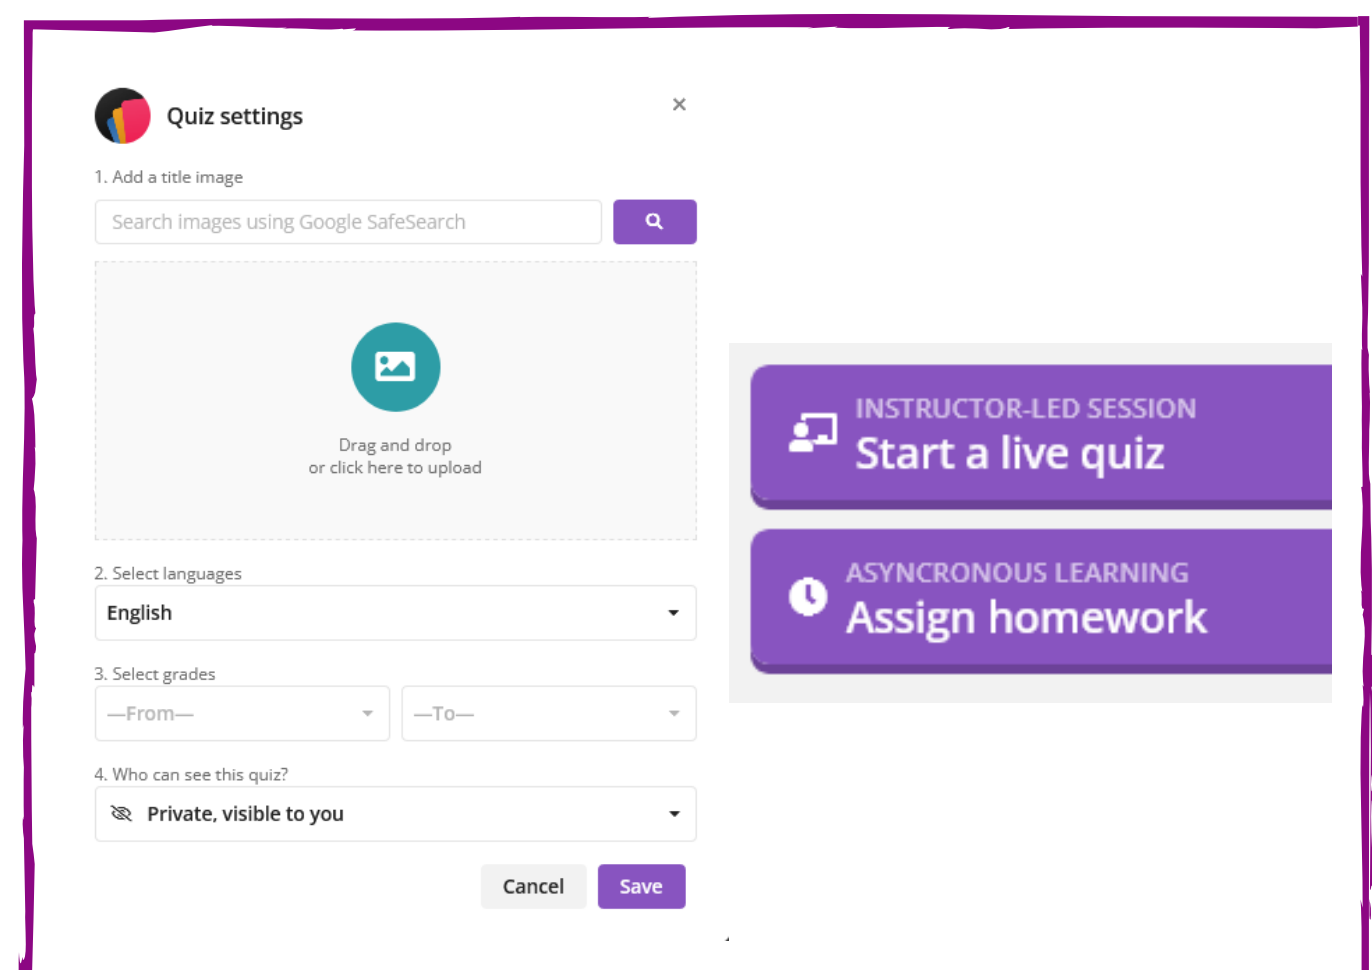 Quiz settings
×
1. Add a title image
Search images using Google SafeSearch
Drag and drop
or click here to upload
2. Select languages
English
3. Select grades
—From—
—To—
4. Who can see this quiz?
Private, visible to you
Cancel
Save
INSTRUCTOR-LED SESSION
Start a live quiz
ASYNCRONOUS LEARNING
Assign homework